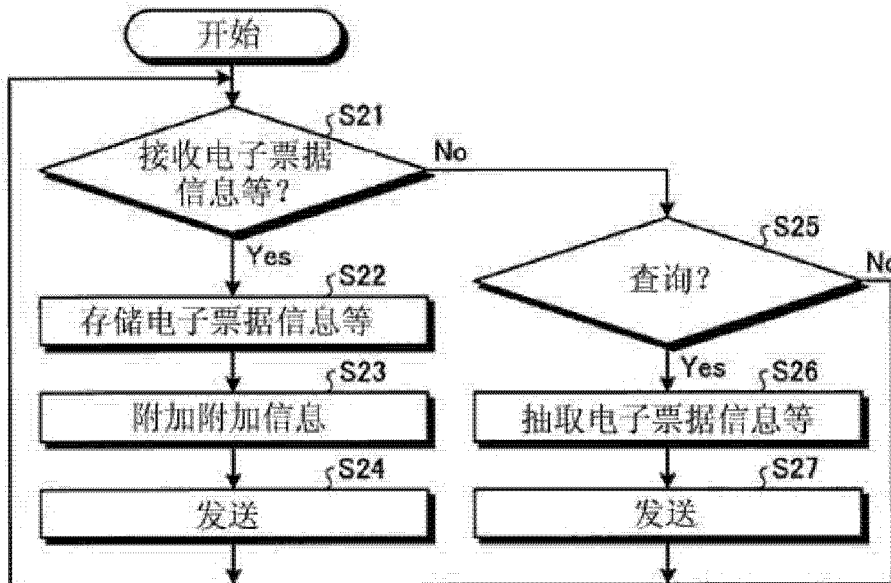 开始
S21
接收电子票据
信息等？
No
Yes
S22
存储电子票据信息等
S23
附加附加信息
S24
发送
S25
查询？
No
Yes
S26
抽取电子票据信息等
S27
发送